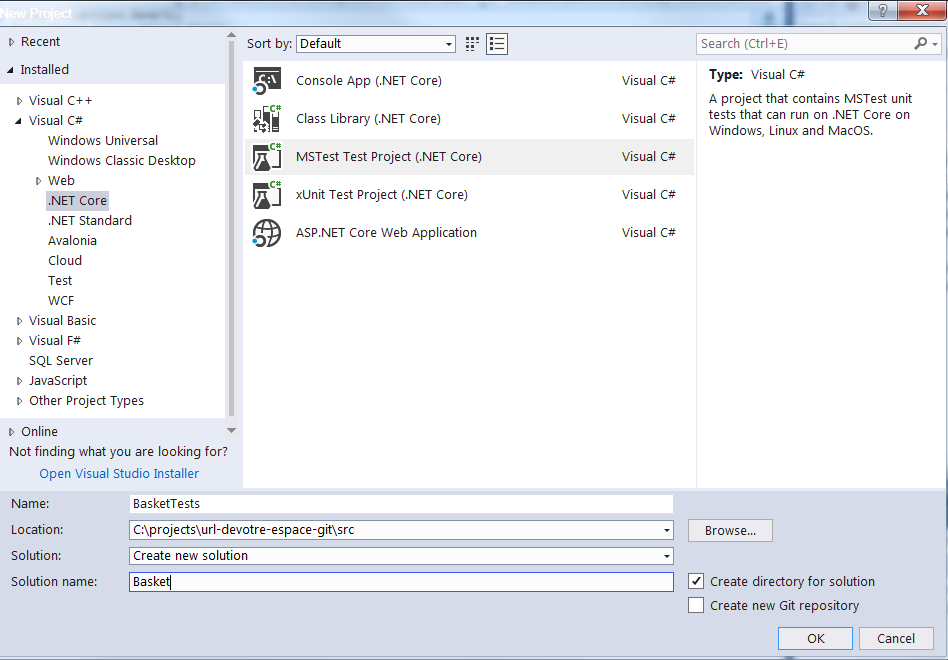 New Project
Recent
Installed
Visual C++
Visual C#
Windows Universal
Windows Classic Desktop
Web
.NET Core
.NET Standard
Avalonia
Cloud
Test
WCF
Visual Basic
Visual F#
SQL Server
JavaScript
Other Project Types
Online
Not finding what you are looking for?
Open Visual Studio Installer
Sort by: Default
Console App (.NET Core) Visual C#
Class Library (.NET Core) Visual C#
MSTest Test Project (.NET Core) Visual C#
xUnit Test Project (.NET Core) Visual C#
ASP.NET Core Web Application Visual C#
Search (Ctrl+E)
Type: Visual C#
A project that contains MSTest unit
tests that can run on .NET Core on
Windows, Linux and MacOS.
Name: BasketTests
Location: C:\projects\url-devotre-espace-git\src Browse...
Solution: Create new solution
Solution name: Basket
Create directory for solution
Create new Git repository
OK Cancel